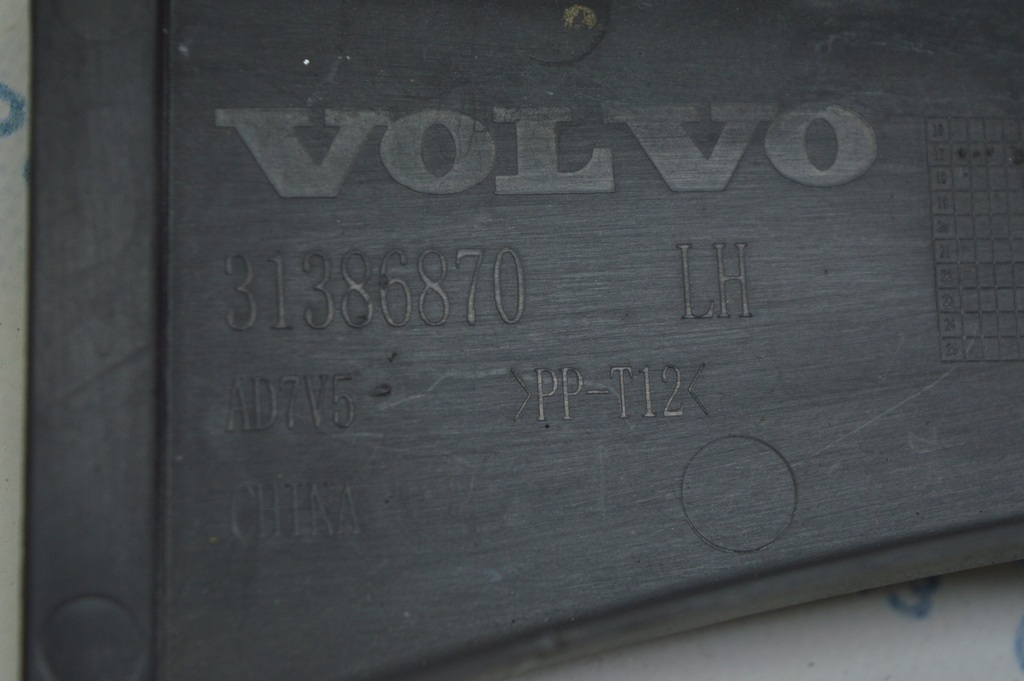 VOLVO
31386870 LH
AD7V5 >PP-T12<
CHINA